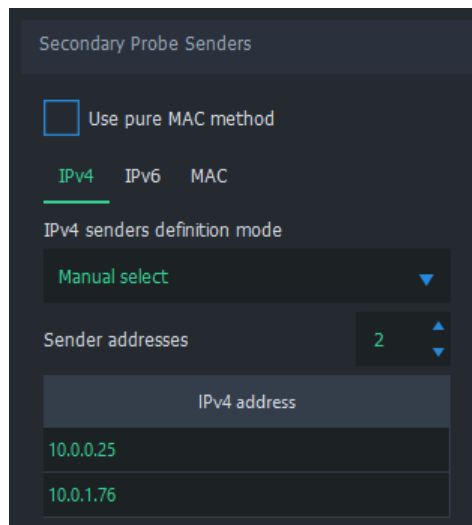 Secondary Probe Senders
Use pure MAC method
IPv4 IPv6 MAC
IPv4 senders definition mode
Manual select
Sender addresses 2
IPv4 address
10.0.0.25
10.0.1.76